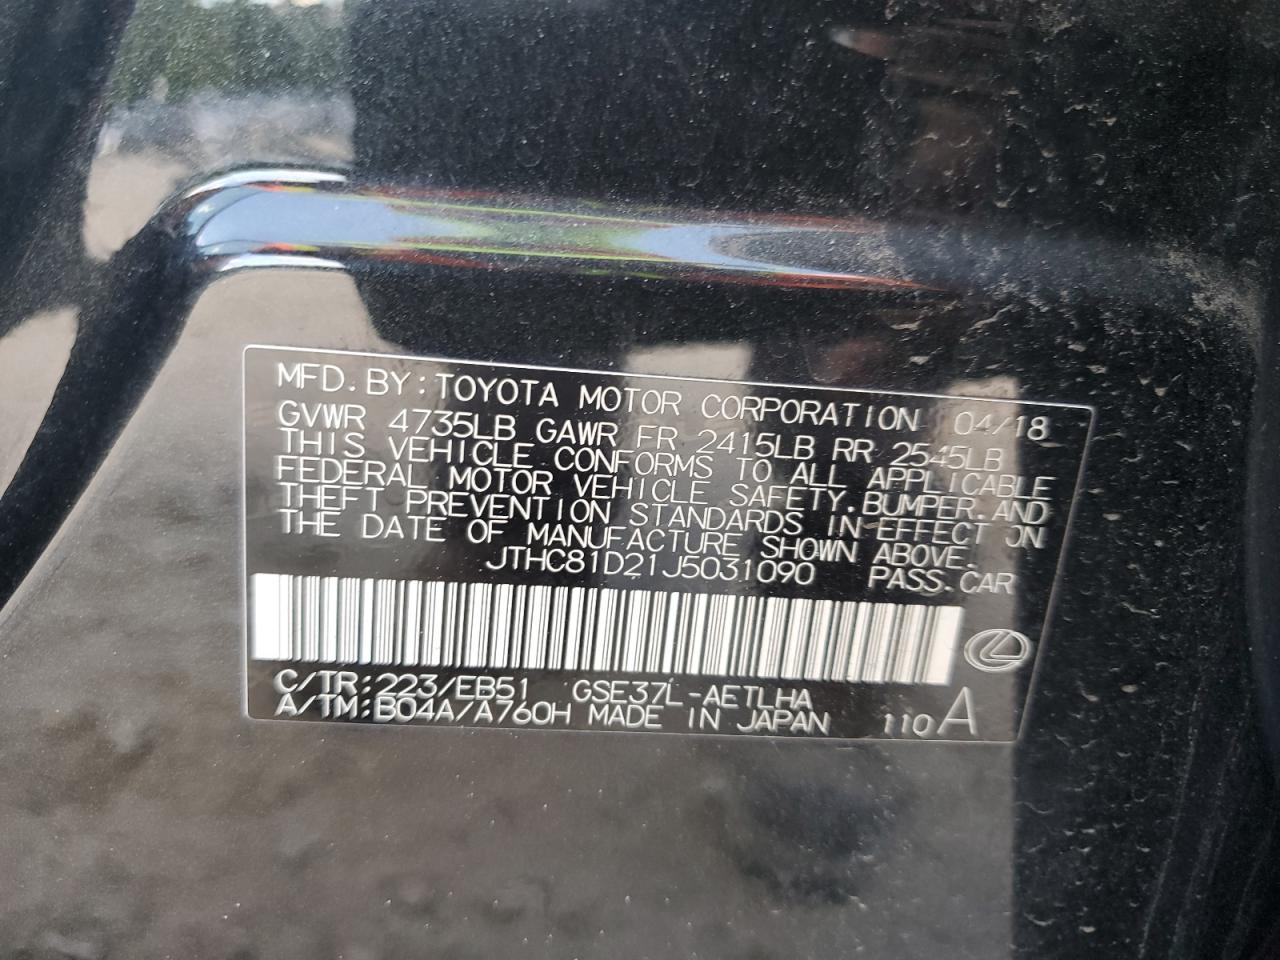 MFD. BY: TOYOTA MOTOR CORPORATION 04/18
GVWR 4735LB GAWR FR 2415LB RR 2545LB
THIS VEHICLE CONFORMS TO ALL APPLICABLE
FEDERAL MOTOR VEHICLE SAFETY, BUMPER, AND
THEFT PREVENTION STANDARDS IN EFFECT ON
THE DATE OF MANUFACTURE SHOWN ABOVE.
JTHC81D21J5031090 PASS. CAR
C/TR: 223/EB51 GSE37L-AETLHA
A/TM: B04A/A760H MADE IN JAPAN 110 A